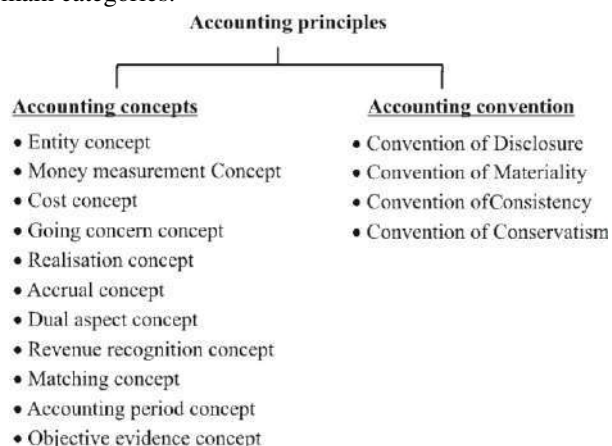 main categories.
Accounting principles
Accounting concepts
• Entity concept
• Money measurement Concept
• Cost concept
• Going concern concept
• Realisation concept
• Accrual concept
• Dual aspect concept
• Revenue recognition concept
• Matching concept
• Accounting period concept
• Objective evidence concept
Accounting convention
• Convention of Disclosure
• Convention of Materiality
• Convention ofConsistency
• Convention of Conservatism